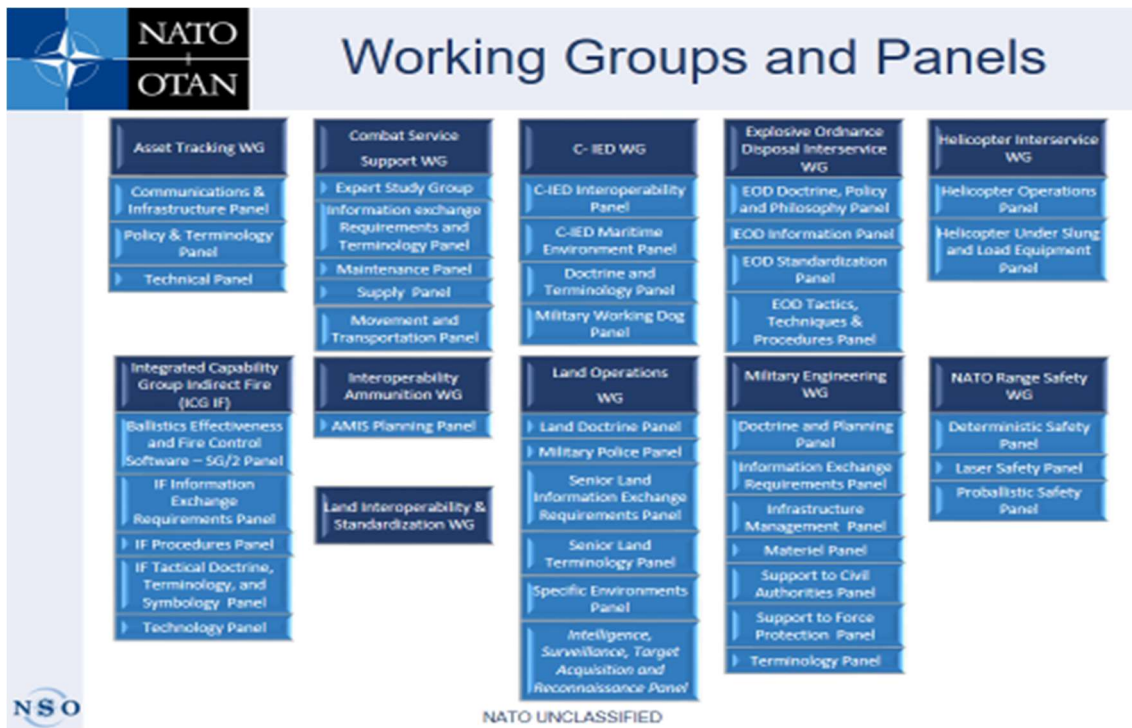 NATO
OTAN
Working Groups and Panels
Asset Tracking WG
Communications &
Infrastructure Panel
Policy & Terminology
Panel
Technical Panel
Combat Service
Support WG
Expert Study Group
Information exchange
Requirements and
Terminology Panel
Maintenance Panel
Supply Panel
Movement and
Transportation Panel
C- IED WG
C-IED Interoperability
Panel
C-IED Maritime
Environment Panel
Doctrine and
Terminology Panel
Military Working Dog
Panel
Explosive Ordnance
Disposal Interservice
WG
EOD Doctrine, Policy
and Philosophy Panel
EOD Information Panel
EOD Standardization
Panel
EOD Tactics,
Techniques &
Procedures Panel
Helicopter Interservice
WG
Helicopter Operations
Panel
Helicopter Under Slung
and Load Equipment
Panel
Integrated Capability
Group Indirect Fire
(ICG IF)
Ballistics Effectiveness
and Fire Control
Software – SG/2 Panel
IF Information
Exchange
Requirements Panel
IF Procedures Panel
IF Tactical Doctrine,
Terminology, and
Symbology Panel
Technology Panel
Interoperability
Ammunition WG
AMIS Planning Panel
Land Interoperability &
Standardization WG
Land Operations
WG
Land Doctrine Panel
Military Police Panel
Senior Land
Information Exchange
Requirements Panel
Senior Land
Terminology Panel
Specific Environments
Panel
Intelligence,
Surveillance, Target
Acquisition and
Reconnaissance Panel
Military Engineering
WG
Doctrine and Planning
Panel
Information Exchange
Requirements Panel
Infrastructure
Management Panel
Materiel Panel
Support to Civil
Authorities Panel
Support to Force
Protection Panel
Terminology Panel
NATO Range Safety
WG
Deterministic Safety
Panel
Laser Safety Panel
Proballistic Safety
Panel
NSO
NATO UNCLASSIFIED